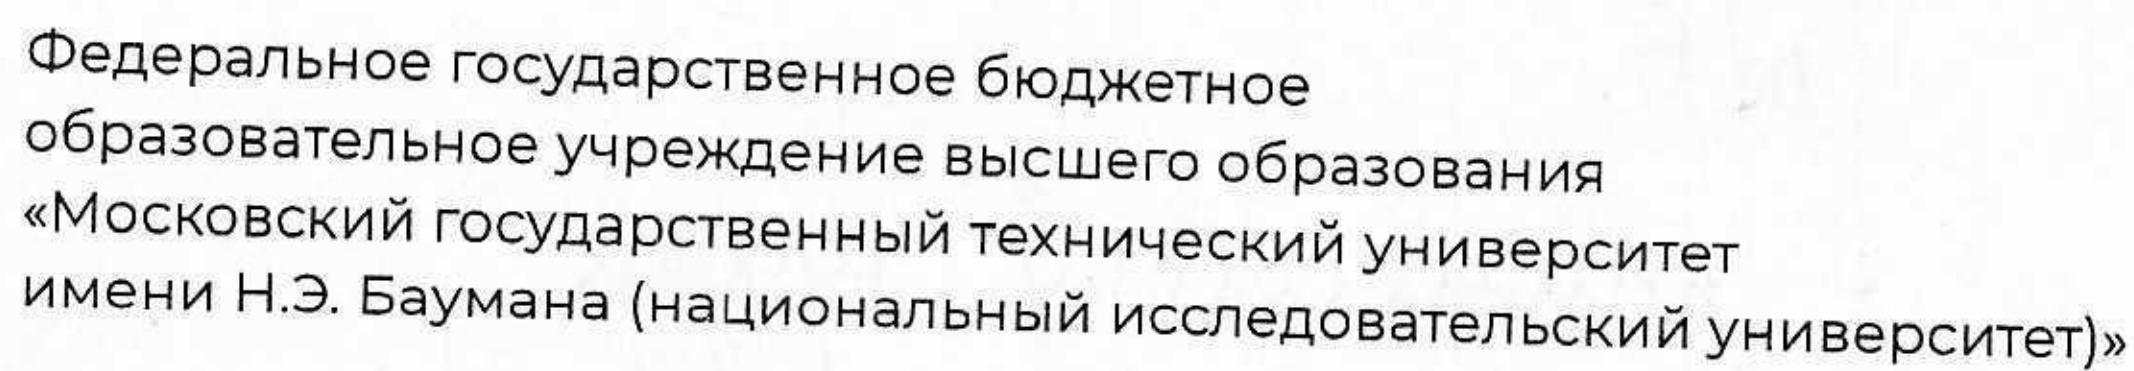 Федеральное государственное бюджетное
образовательное учреждение высшего образования
«Московский государственный технический университет
имени Н.Э. Баумана (национальный исследовательский университет)»